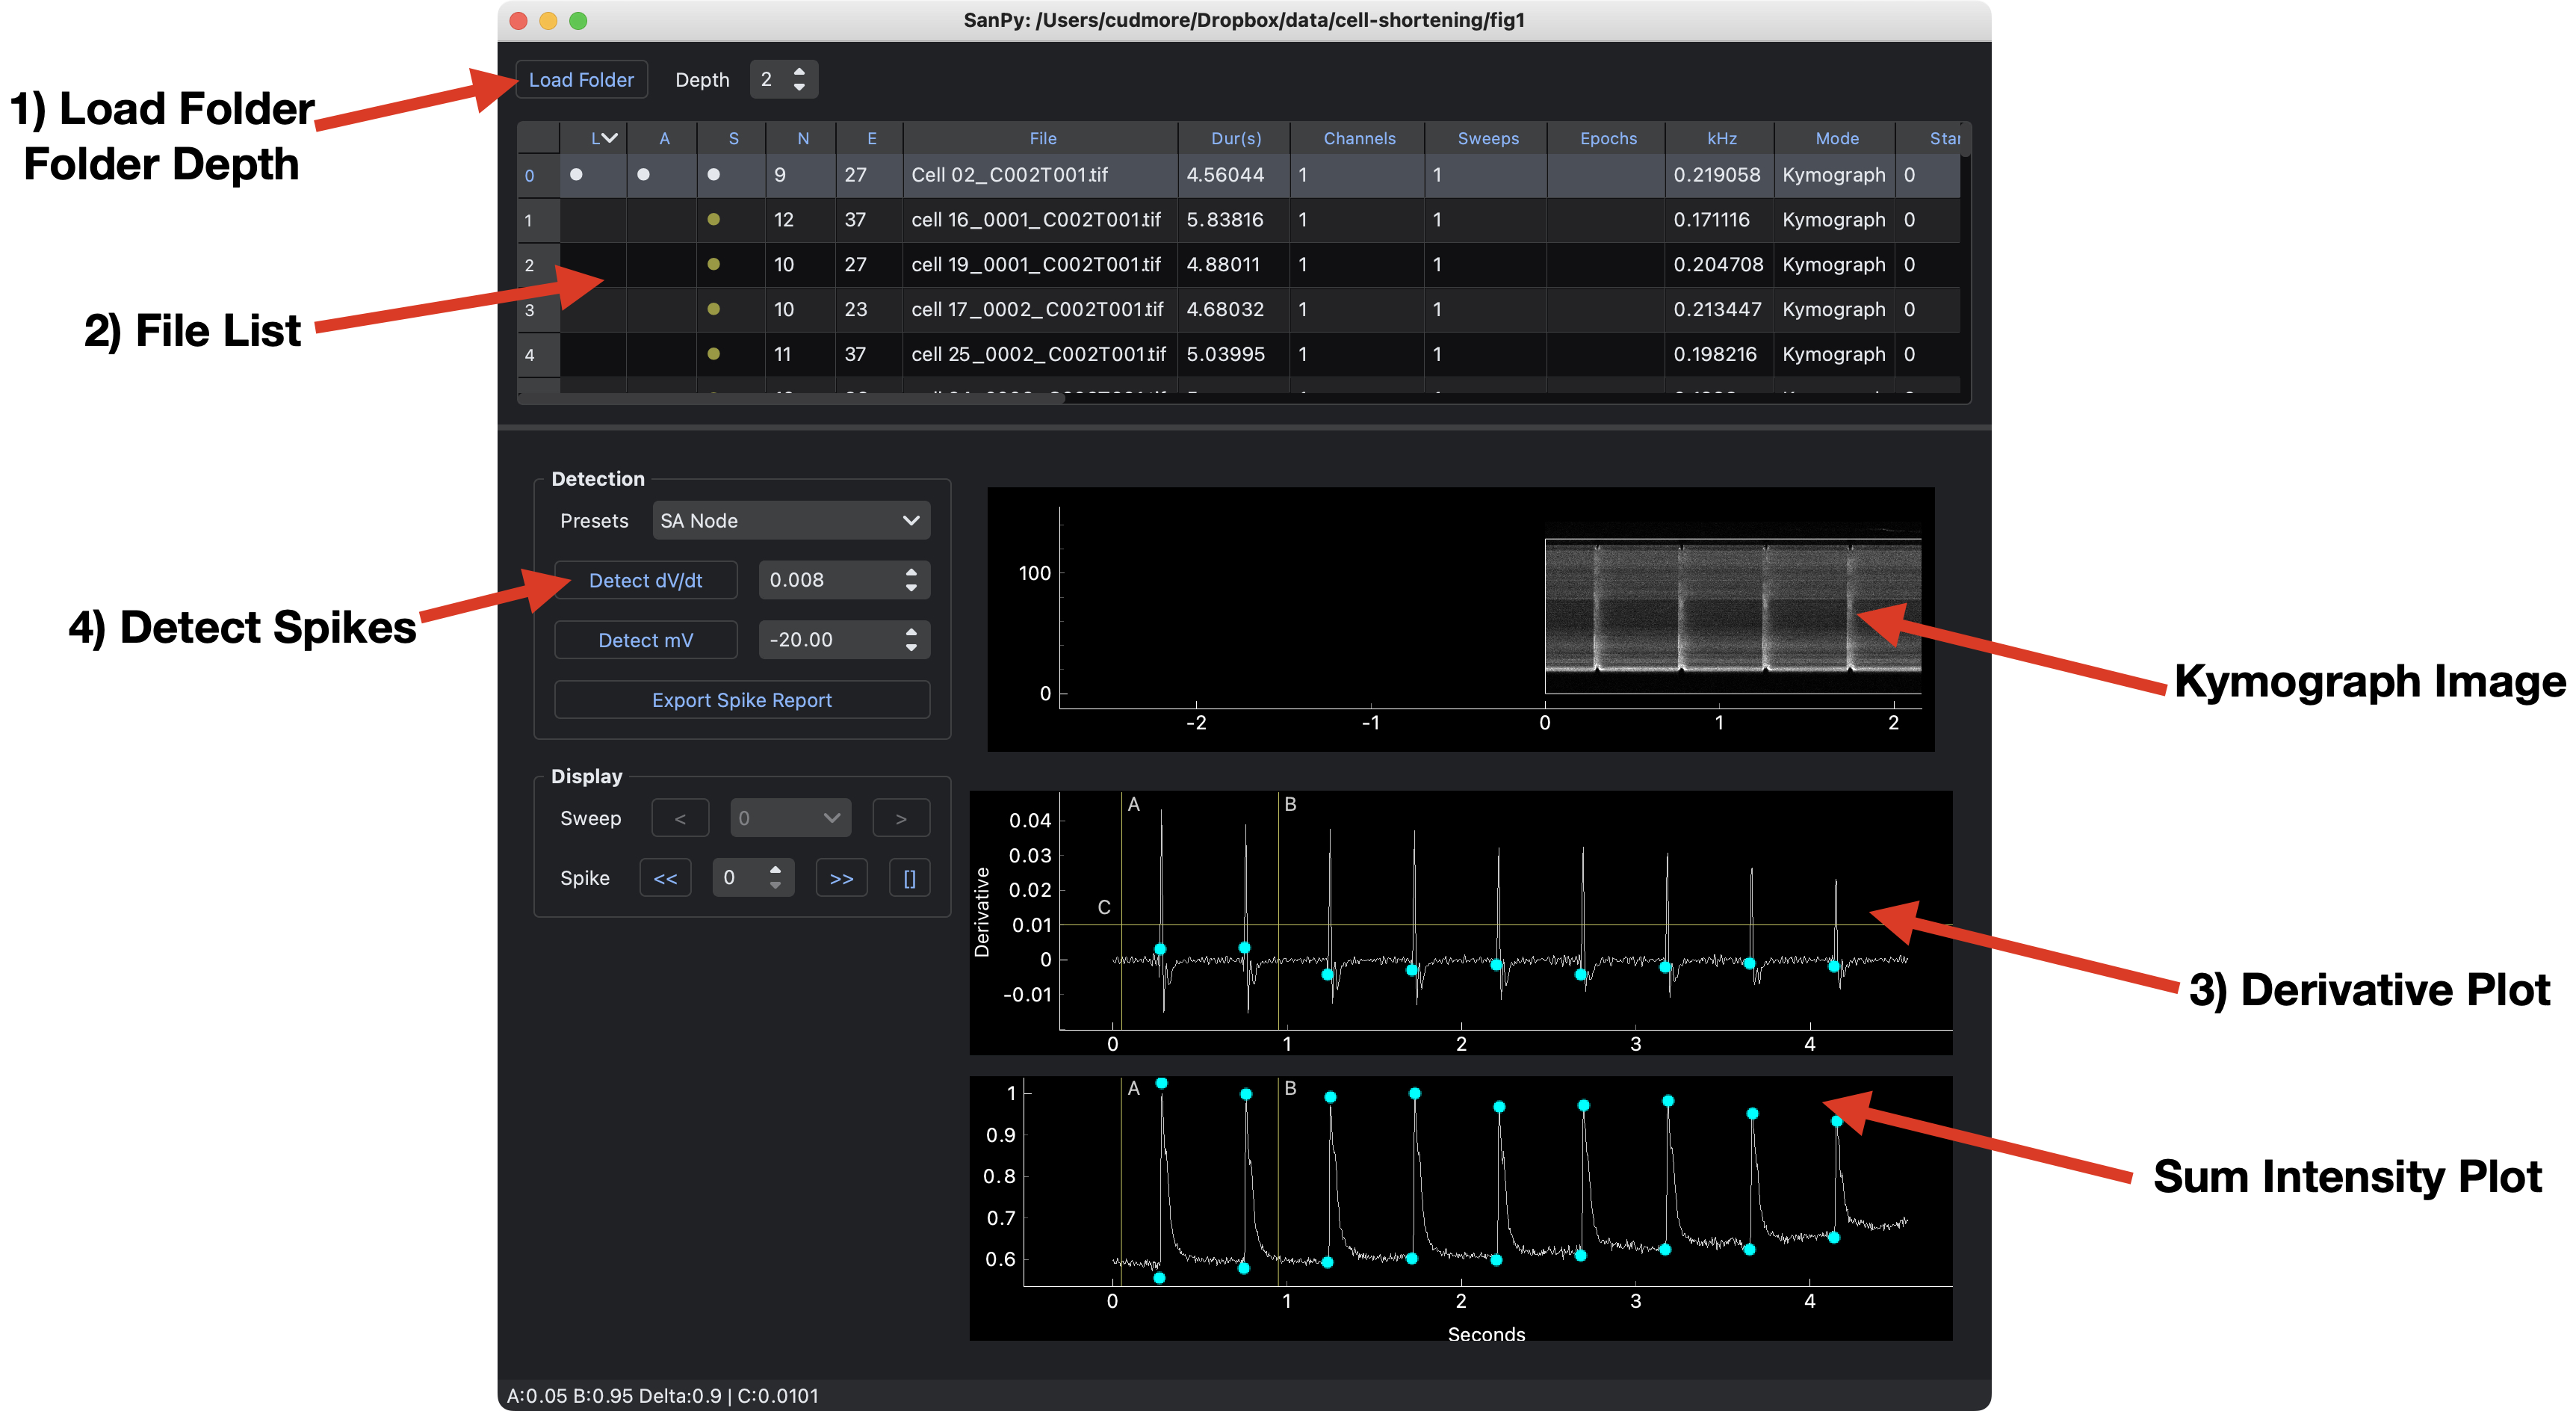 SanPy: /Users/cudmore/Dropbox/data/cell-shortening/fig1
Load Folder Depth 2
1) Load Folder
Folder Depth
L A S N E File Dur(s) Channels Sweeps Epochs kHz Mode Star
0 9 27 Cell 02_C002T001.tif 4.56044 1 1 0.219058 Kymograph 0
1 12 37 cell 16_0001_C002T001.tif 5.83816 1 1 0.171116 Kymograph 0
2 10 27 cell 19_0001_C002T001.tif 4.88011 1 1 0.204708 Kymograph 0
3 10 23 cell 17_0002_C002T001.tif 4.68032 1 1 0.213447 Kymograph 0
4 11 37 cell 25_0002_C002T001.tif 5.03995 1 1 0.198216 Kymograph 0
2) File List
Detection
Presets SA Node
Detect dV/dt 0.008
Detect mV -20.00
Export Spike Report
4) Detect Spikes
Display
Sweep < 0 >
Spike << 0 >> []
100
0
-2 -1 0 1 2
Kymograph Image
A B
C
Derivative
0.04
0.03
0.02
0.01
0
-0.01
0 1 2 3 4
3) Derivative Plot
A B
1
0.9
0.8
0.7
0.6
0 1 2 3 4
Seconds
Sum Intensity Plot
A:0.05 B:0.95 Delta:0.9 | C:0.0101